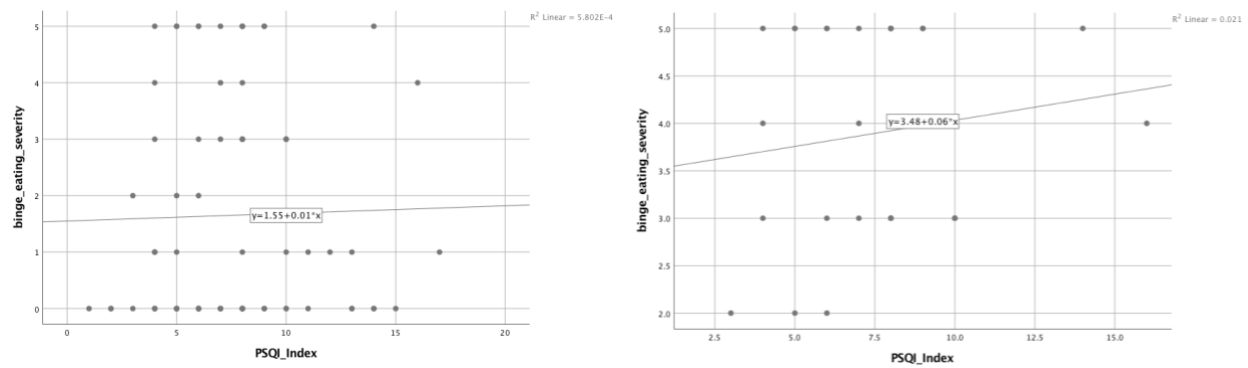 R² Linear = 5.802E-4
5
4
3
2
1
0
binge_eating_severity
y=1.55+0.01*x
0 5 10 15 20
PSQI_Index
R² Linear = 0.021
5.0
4.5
4.0
3.5
3.0
2.5
2.0
binge_eating_severity
y=3.48+0.06*x
2.5 5.0 7.5 10.0 12.5 15.0
PSQI_Index